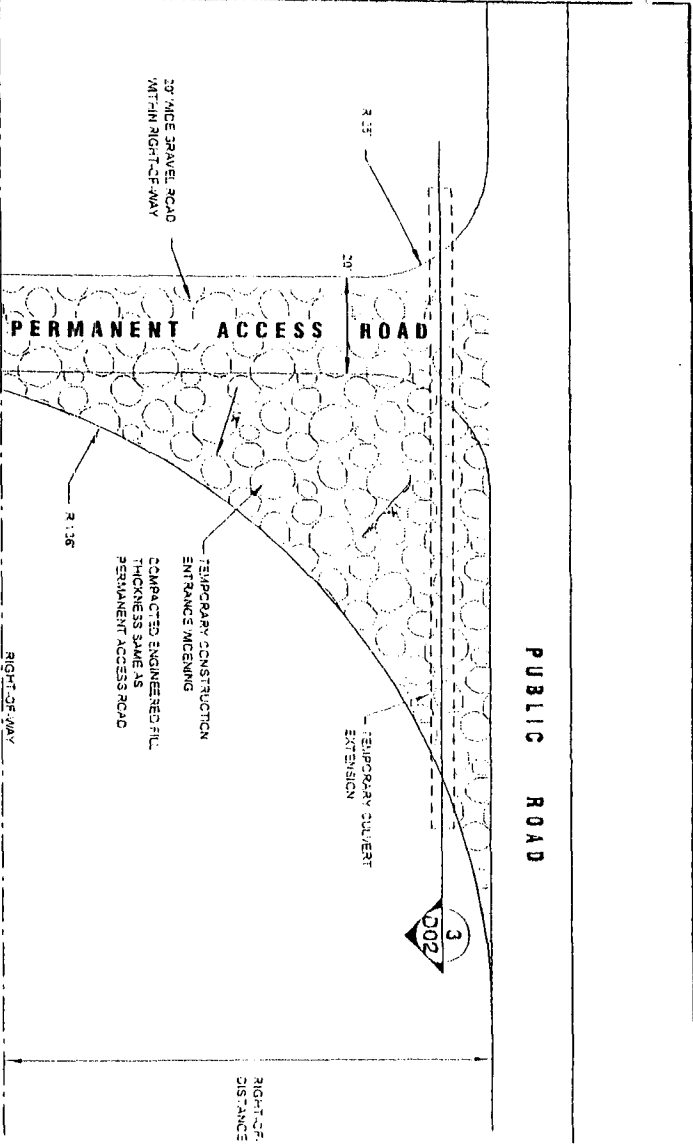 PUBLIC ROAD
R 25'
20'
20' WIDE GRAVEL ROAD
WITHIN RIGHT-OF-WAY
PERMANENT ACCESS ROAD
TEMPORARY CULVERT
EXTENSION
TEMPORARY CONSTRUCTION
ENTRANCE WIDENING
COMPACTED ENGINEERED FILL
THICKNESS SAME AS
PERMANENT ACCESS ROAD
3
D02
RIGHT-OF-WAY
RIGHT-OF-
DISTANCE